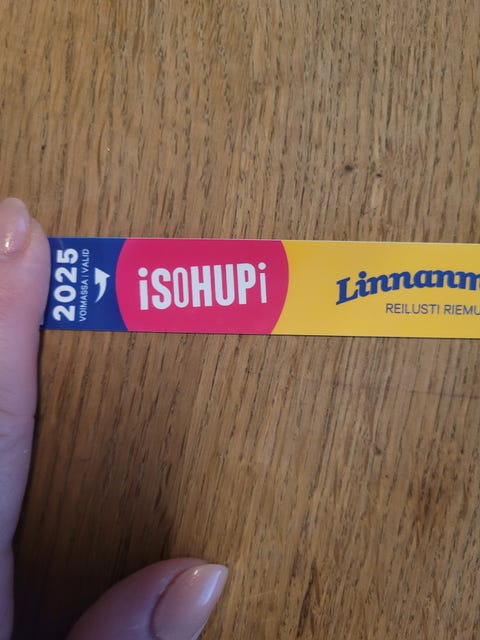 2025
VOIMASSA | VALID
iSOHUPi
Linnanm
REILUSTI RIEMU